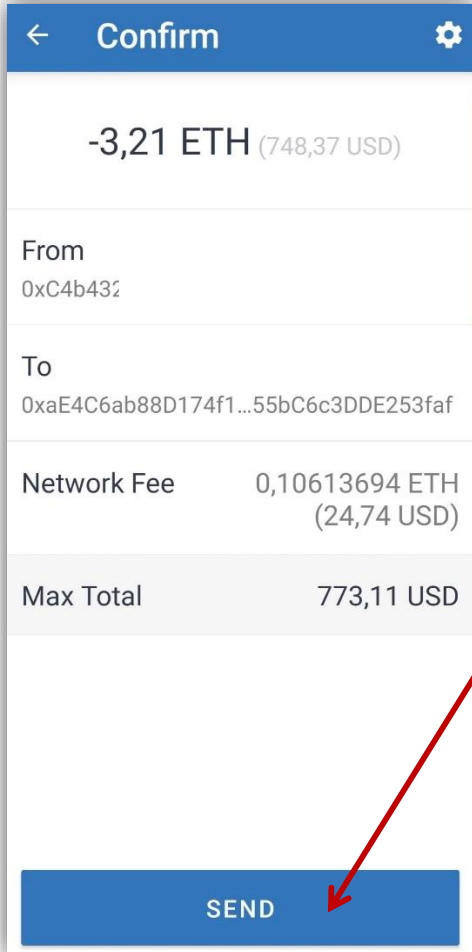 Confirm
-3,21 ETH (748,37 USD)
From
0xC4b432
To
0xaE4C6ab88D174f1...55bC6c3DDE253faf
Network Fee 0,10613694 ETH
(24,74 USD)
Max Total 773,11 USD
SEND